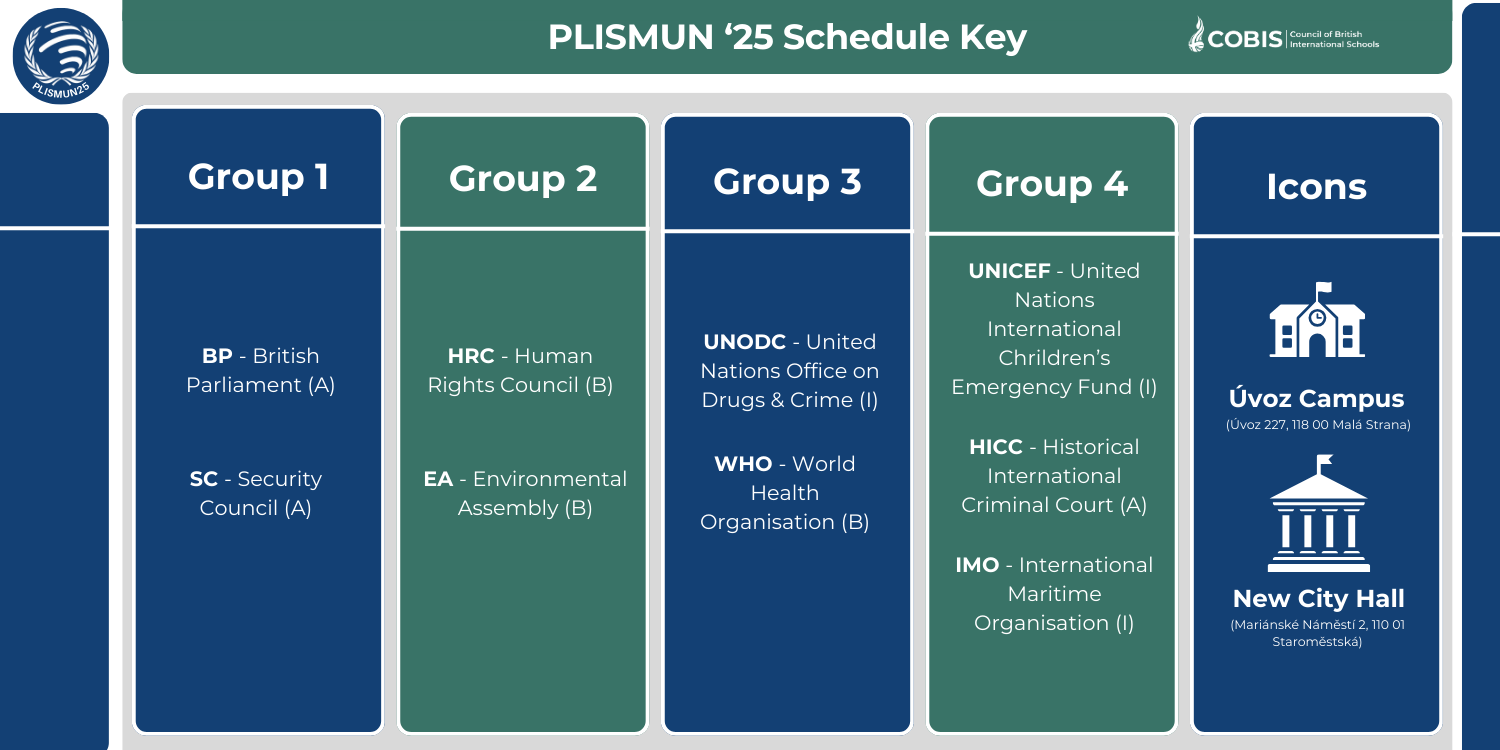 PLISMUN25
PLISMUN ‘25 Schedule Key
COBIS
Council of British
International Schools
Group 1
BP - British
Parliament (A)
SC - Security
Council (A)
Group 2
HRC - Human
Rights Council (B)
EA - Environmental
Assembly (B)
Group 3
UNODC - United
Nations Office on
Drugs & Crime (I)
WHO - World
Health
Organisation (B)
Group 4
UNICEF - United
Nations
International
Chrildren’s
Emergency Fund (I)
HICC - Historical
International
Criminal Court (A)
IMO - International
Maritime
Organisation (I)
Icons
Úvoz Campus
(Úvoz 227, 118 00 Malá Strana)
New City Hall
(Mariánské Náměstí 2, 110 01
Staroměstská)